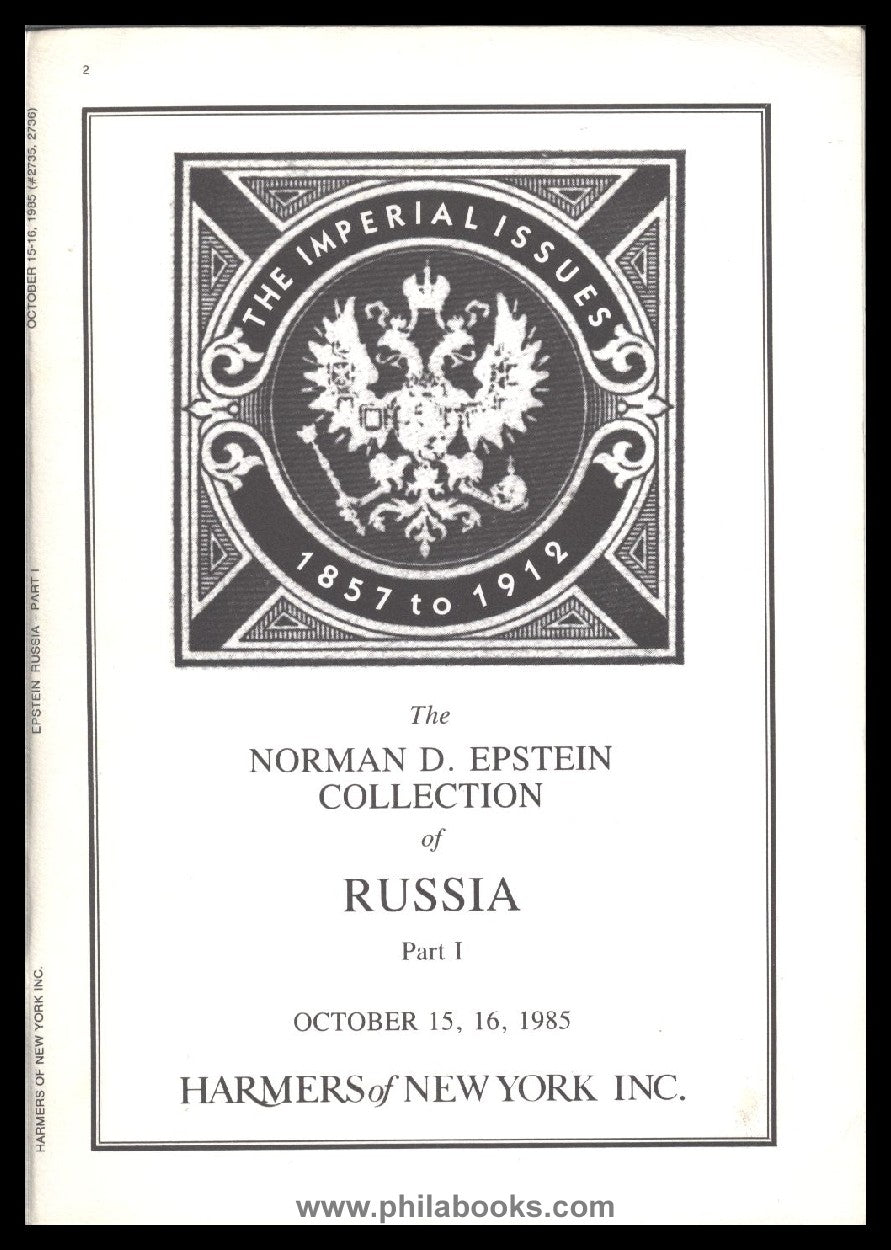 2
OCTOBER 15-16, 1985 (#2735, 2736)
EPSTEIN RUSSIA - PART I
HARMERS OF NEW YORK INC.
THE IMPERIAL ISSUES
1857 to 1912
The
NORMAN D. EPSTEIN
COLLECTION
of
RUSSIA
Part I
OCTOBER 15, 16, 1985
HARMERS of NEW YORK INC.
www.philabooks.com